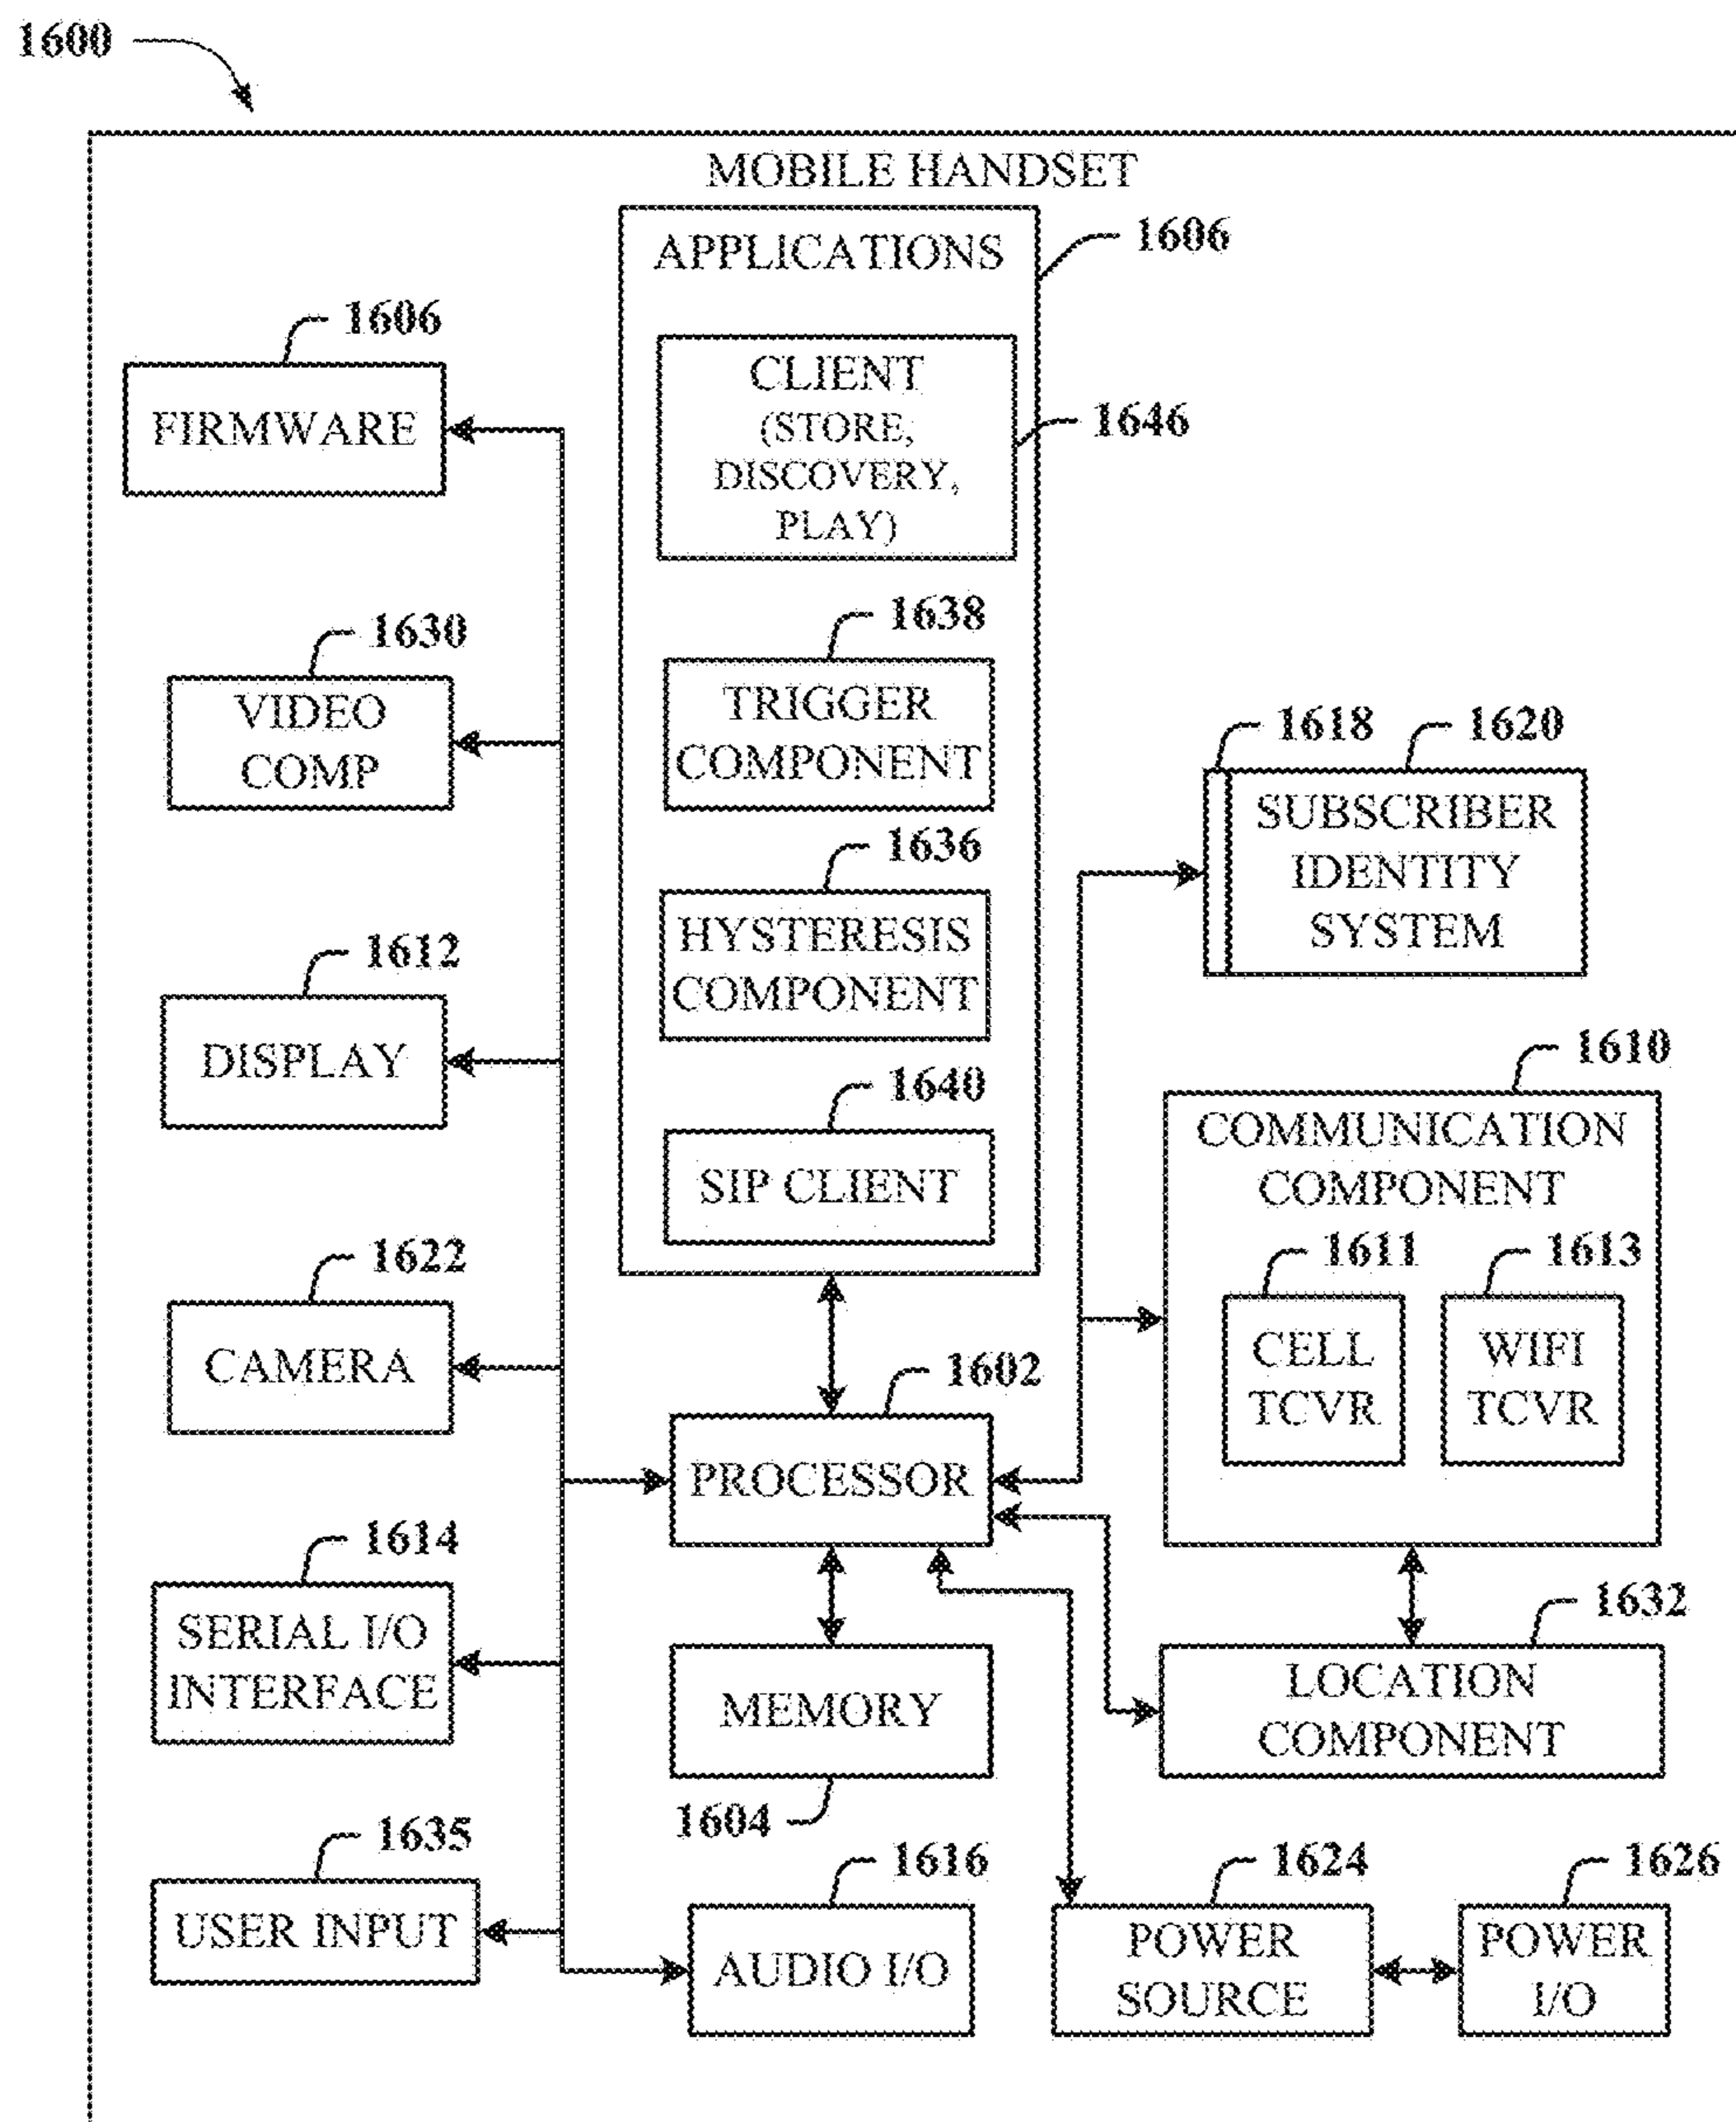 1600
MOBILE HANDSET
APPLICATIONS
1606
1606
FIRMWARE
CLIENT
(STORE,
DISCOVERY,
PLAY)
1646
1630
VIDEO
COMP
1638
TRIGGER
COMPONENT
1618
1620
SUBSCRIBER
IDENTITY
SYSTEM
1636
HYSTERESIS
COMPONENT
1612
DISPLAY
1640
SIP CLIENT
1610
COMMUNICATION
COMPONENT
1611
1613
CELL
TCVR
WIFI
TCVR
1622
CAMERA
1602
PROCESSOR
1614
SERIAL I/O
INTERFACE
MEMORY
1604
1632
LOCATION
COMPONENT
1635
USER INPUT
1616
AUDIO I/O
1624
POWER
SOURCE
1626
POWER
I/O